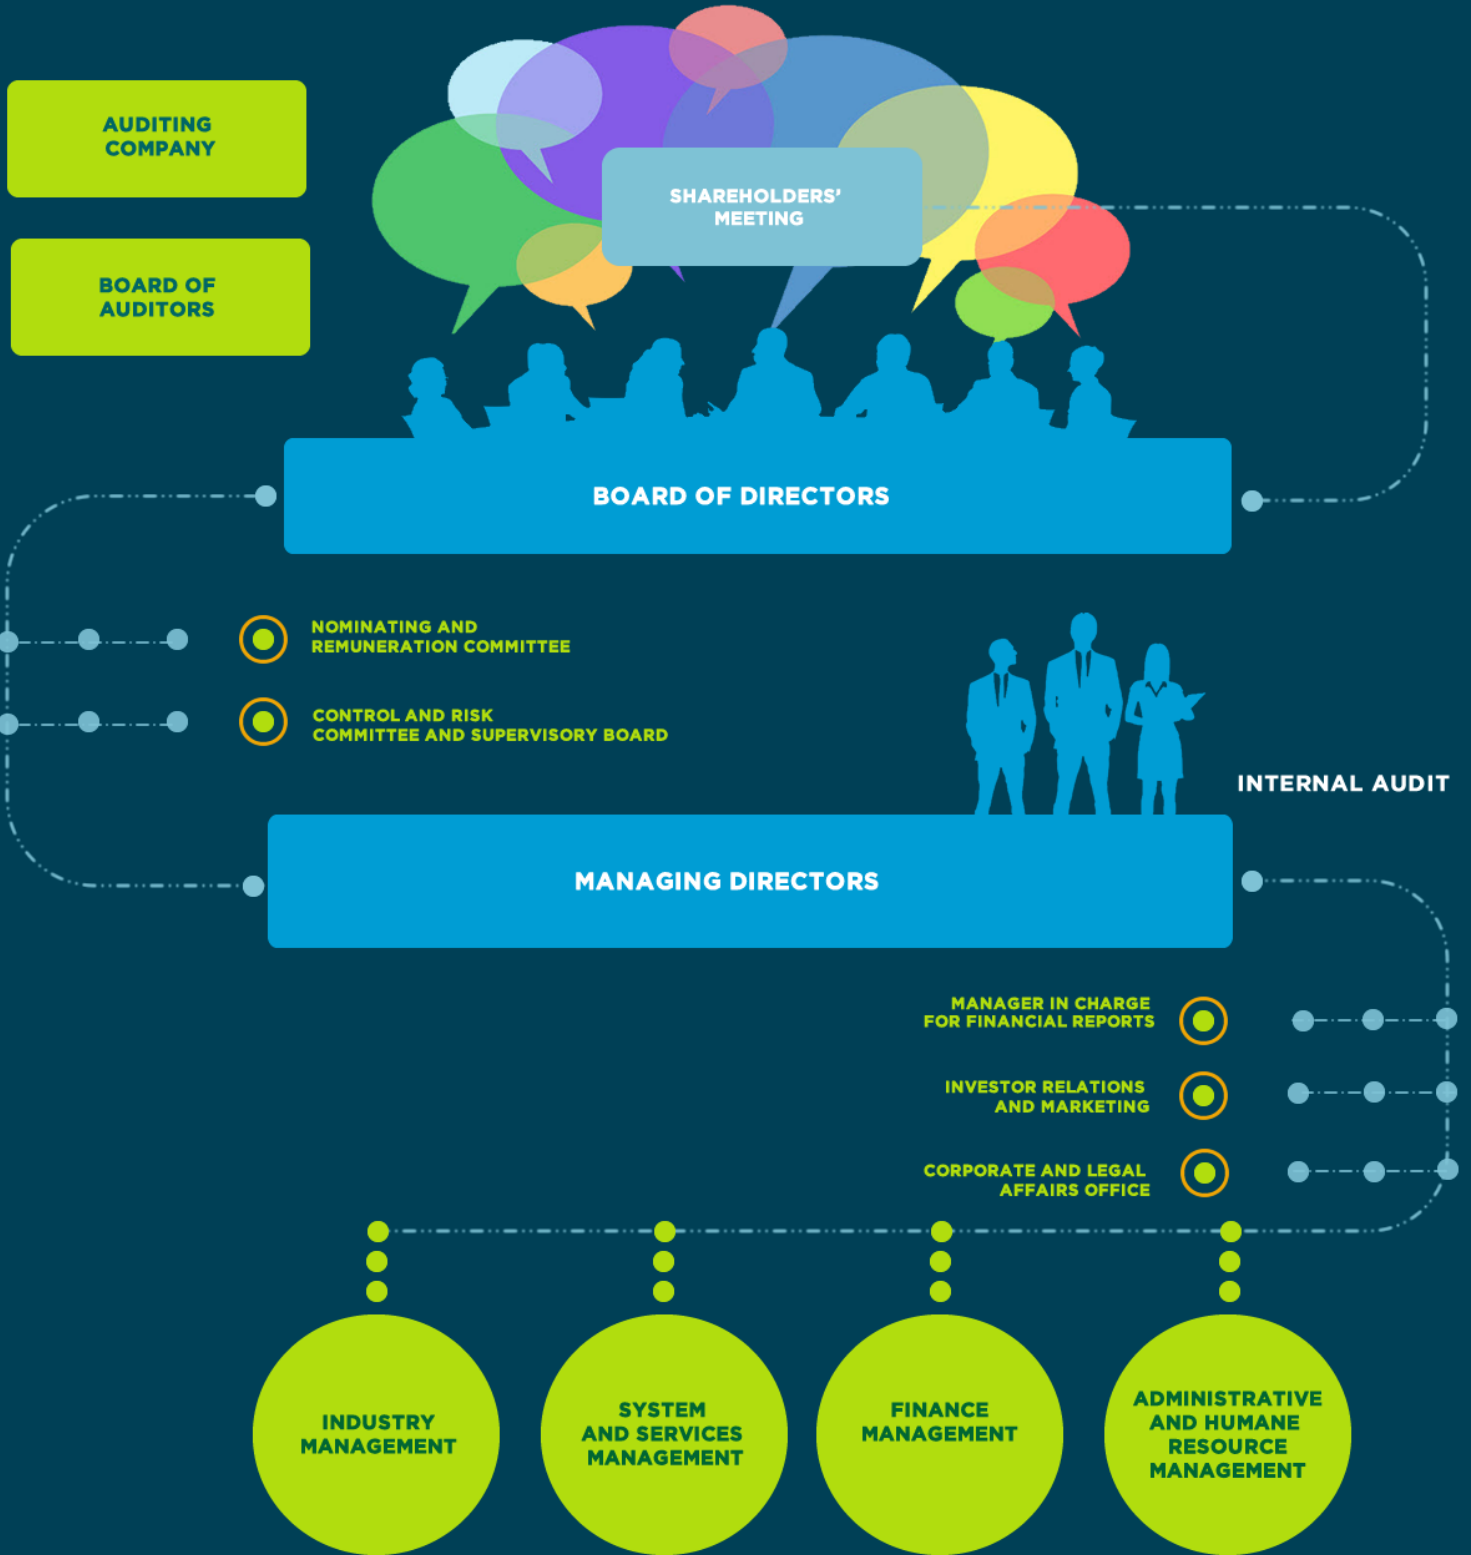 AUDITING
COMPANY
SHAREHOLDERS'
MEETING
BOARD OF
AUDITORS
BOARD OF DIRECTORS
NOMINATING AND
REMUNERATION COMMITTEE
CONTROL AND RISK
COMMITTEE AND SUPERVISORY BOARD
INTERNAL AUDIT
MANAGING DIRECTORS
MANAGER IN CHARGE
FOR FINANCIAL REPORTS
INVESTOR RELATIONS
AND MARKETING
CORPORATE AND LEGAL
AFFAIRS OFFICE
INDUSTRY
MANAGEMENT
SYSTEM
AND SERVICES
MANAGEMENT
FINANCE
MANAGEMENT
ADMINISTRATIVE
AND HUMANE
RESOURCE
MANAGEMENT